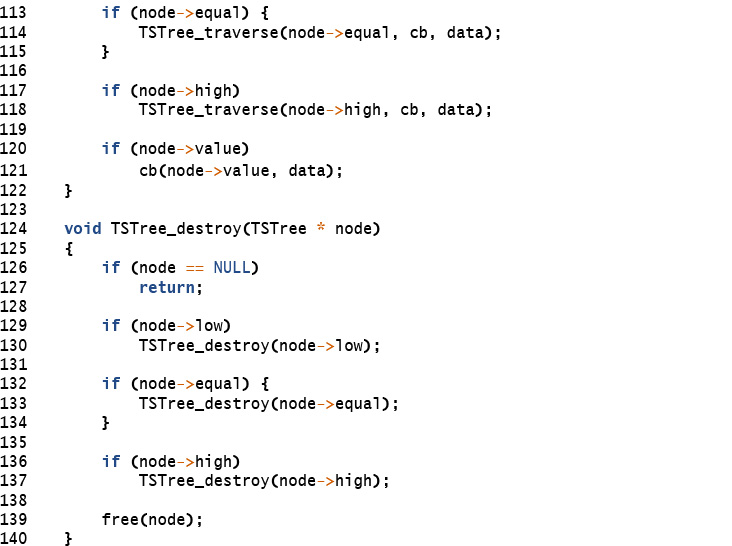 113        if (node->equal) {
114            TSTree_traverse(node->equal, cb, data);
115        }
116
117        if (node->high)
118            TSTree_traverse(node->high, cb, data);
119
120        if (node->value)
121            cb(node->value, data);
122    }
123
124    void TSTree_destroy(TSTree * node)
125    {
126        if (node == NULL)
127            return;
128
129        if (node->low)
130            TSTree_destroy(node->low);
131
132        if (node->equal) {
133            TSTree_destroy(node->equal);
134        }
135
136        if (node->high)
137            TSTree_destroy(node->high);
138
139        free(node);
140    }